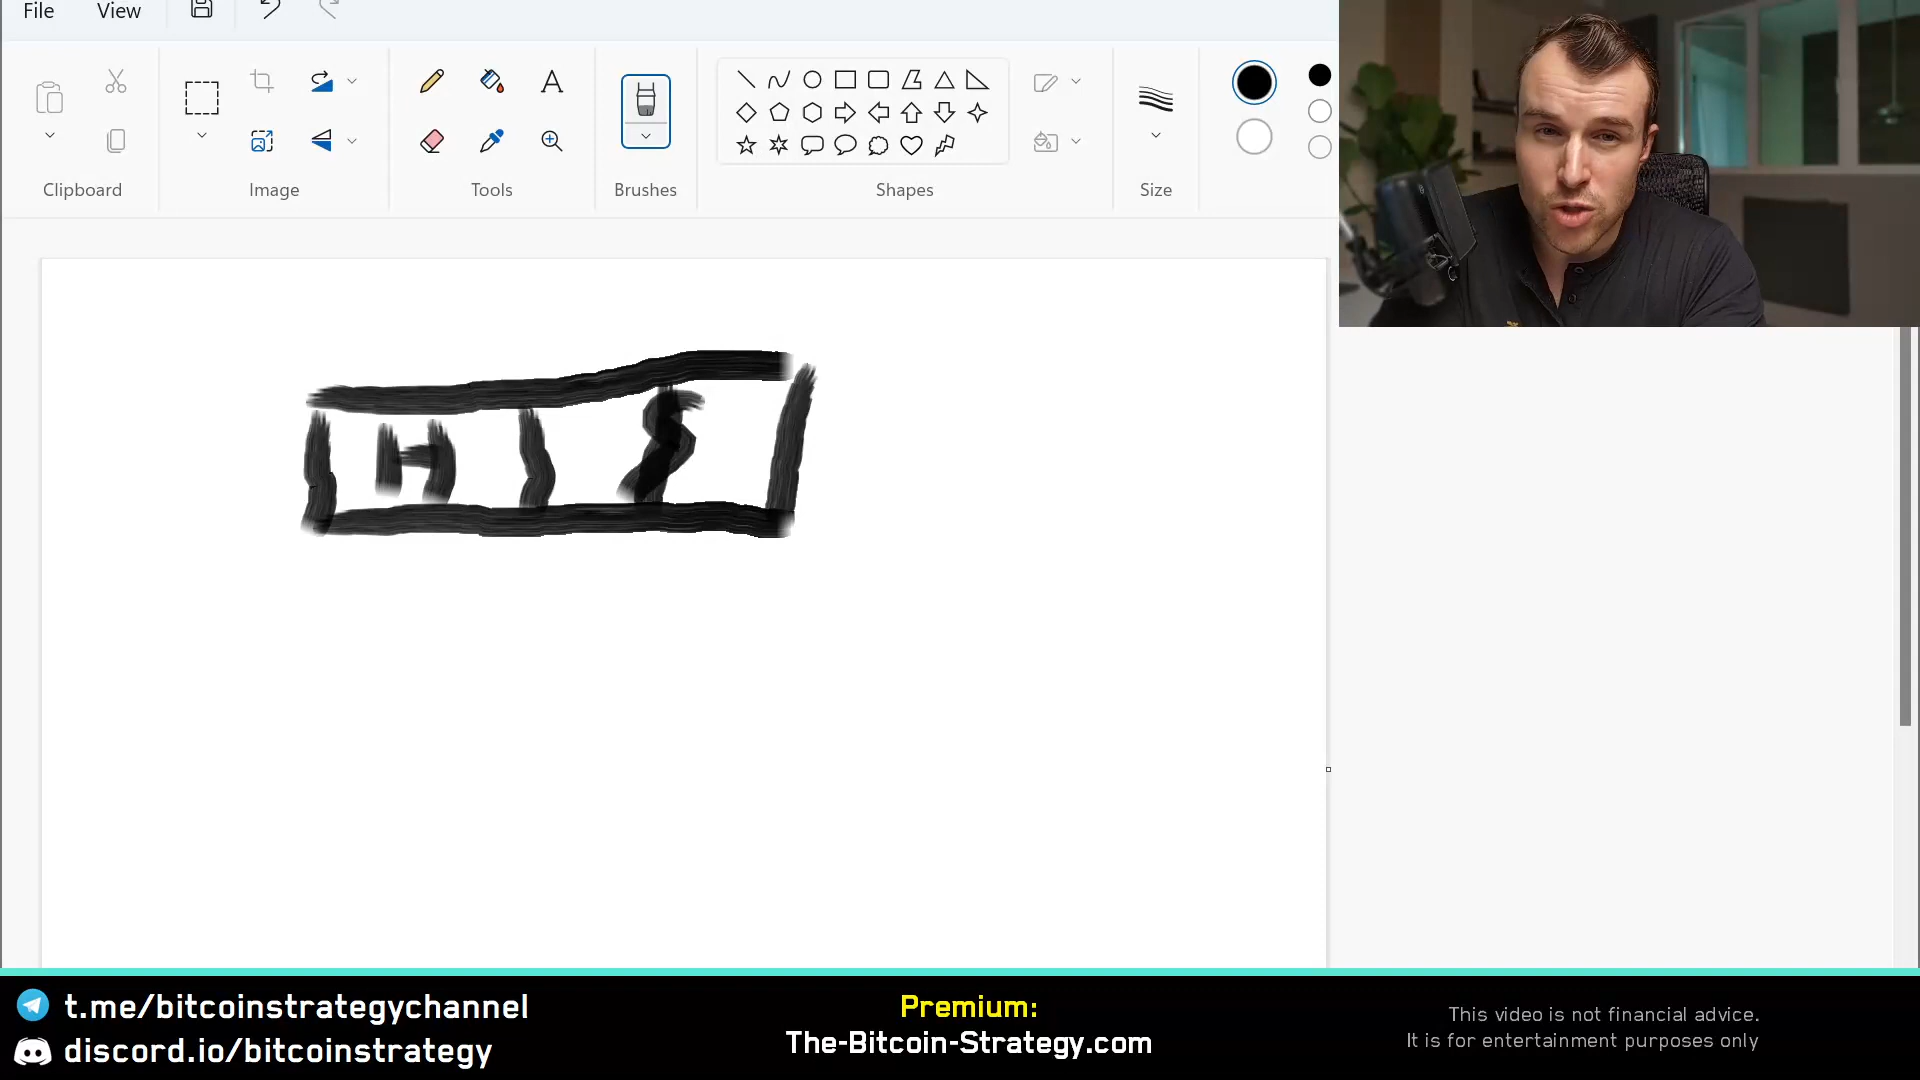 File View
Clipboard Image Tools Brushes Shapes Size
H S
t.me/bitcoinstrategychannel
discord.io/bitcoinstrategy
Premium:
The-Bitcoin-Strategy.com
This video is not financial advice.
It is for entertainment purposes only